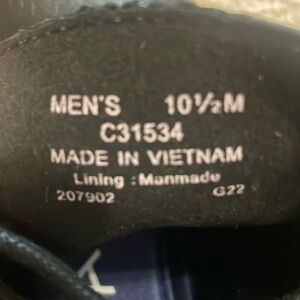 MEN'S 10½M
C31534
MADE IN VIETNAM
Lining : Manmade
207902 G22